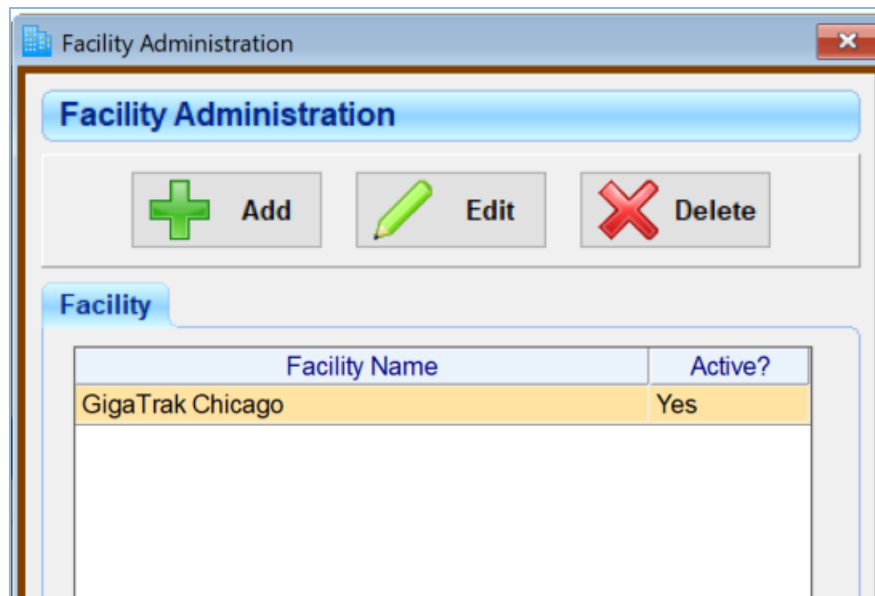 Facility Administration
Facility Administration
Add Edit Delete
Facility
Facility Name Active?
GigaTrak Chicago Yes